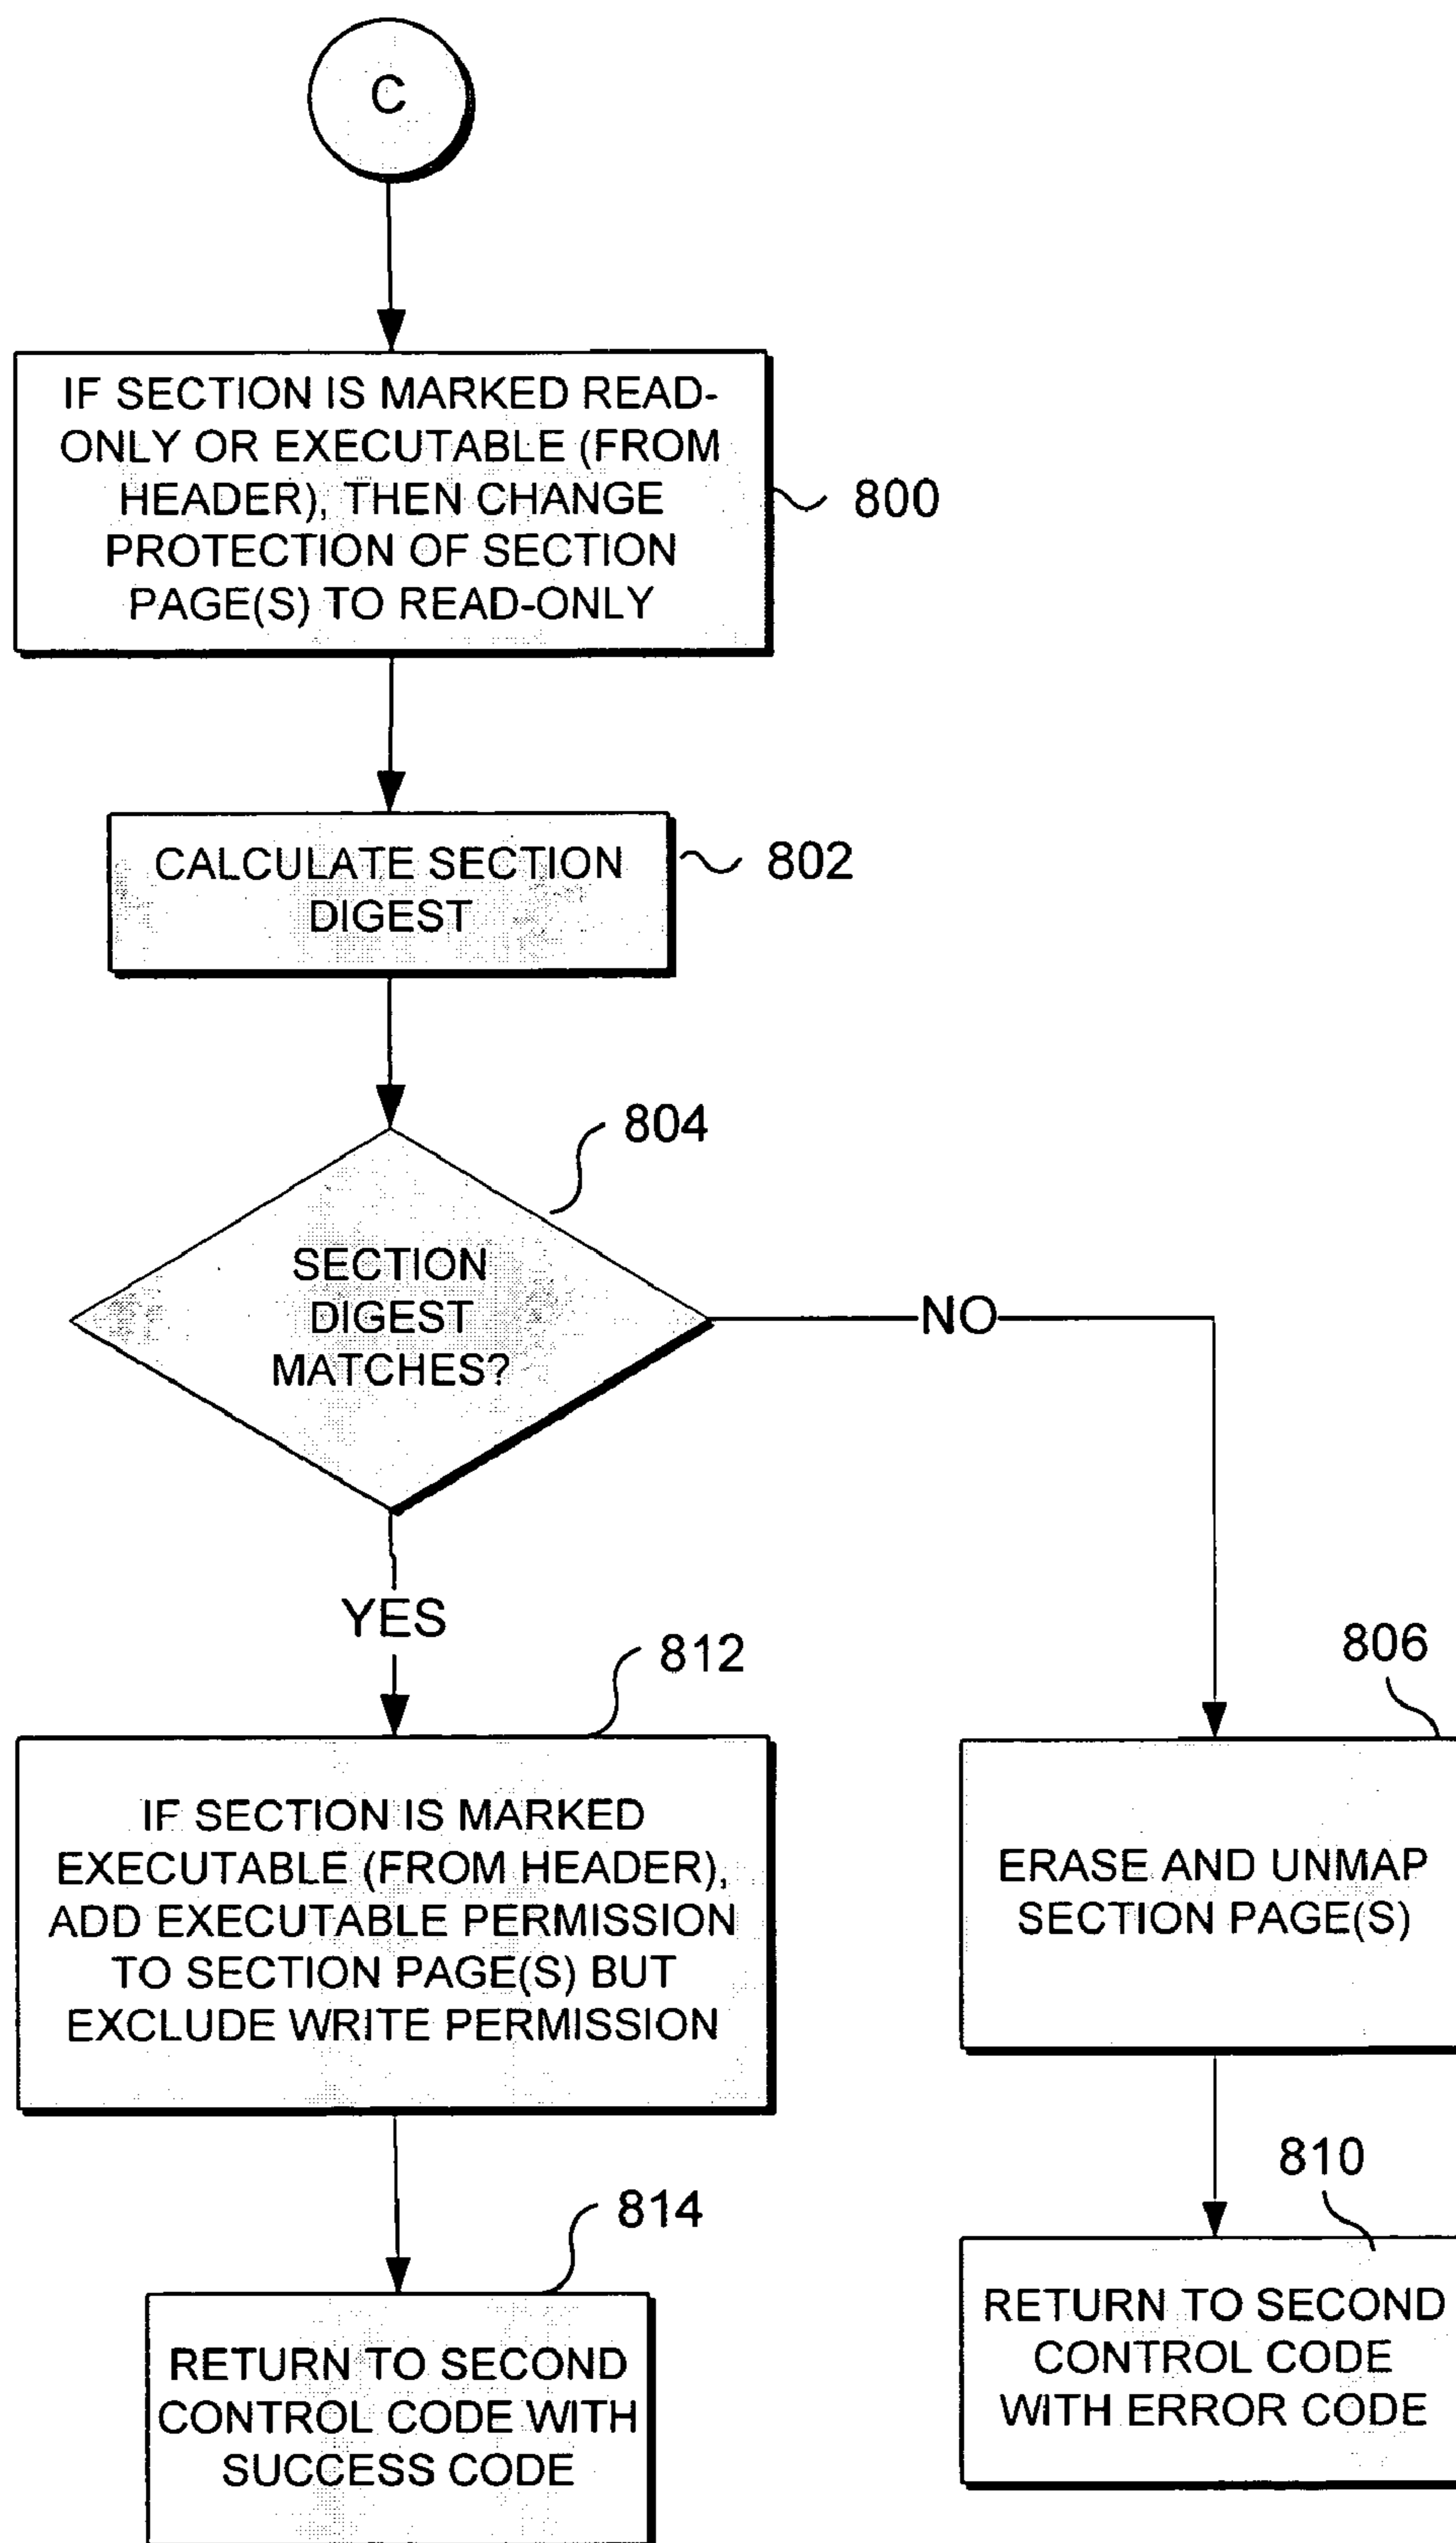 C
IF SECTION IS MARKED READ-
ONLY OR EXECUTABLE (FROM
HEADER), THEN CHANGE
PROTECTION OF SECTION
PAGE(S) TO READ-ONLY
800
CALCULATE SECTION
DIGEST
802
804
SECTION
DIGEST
MATCHES?
NO
YES
812
IF SECTION IS MARKED
EXECUTABLE (FROM HEADER),
ADD EXECUTABLE PERMISSION
TO SECTION PAGE(S) BUT
EXCLUDE WRITE PERMISSION
806
ERASE AND UNMAP
SECTION PAGE(S)
814
RETURN TO SECOND
CONTROL CODE WITH
SUCCESS CODE
810
RETURN TO SECOND
CONTROL CODE
WITH ERROR CODE